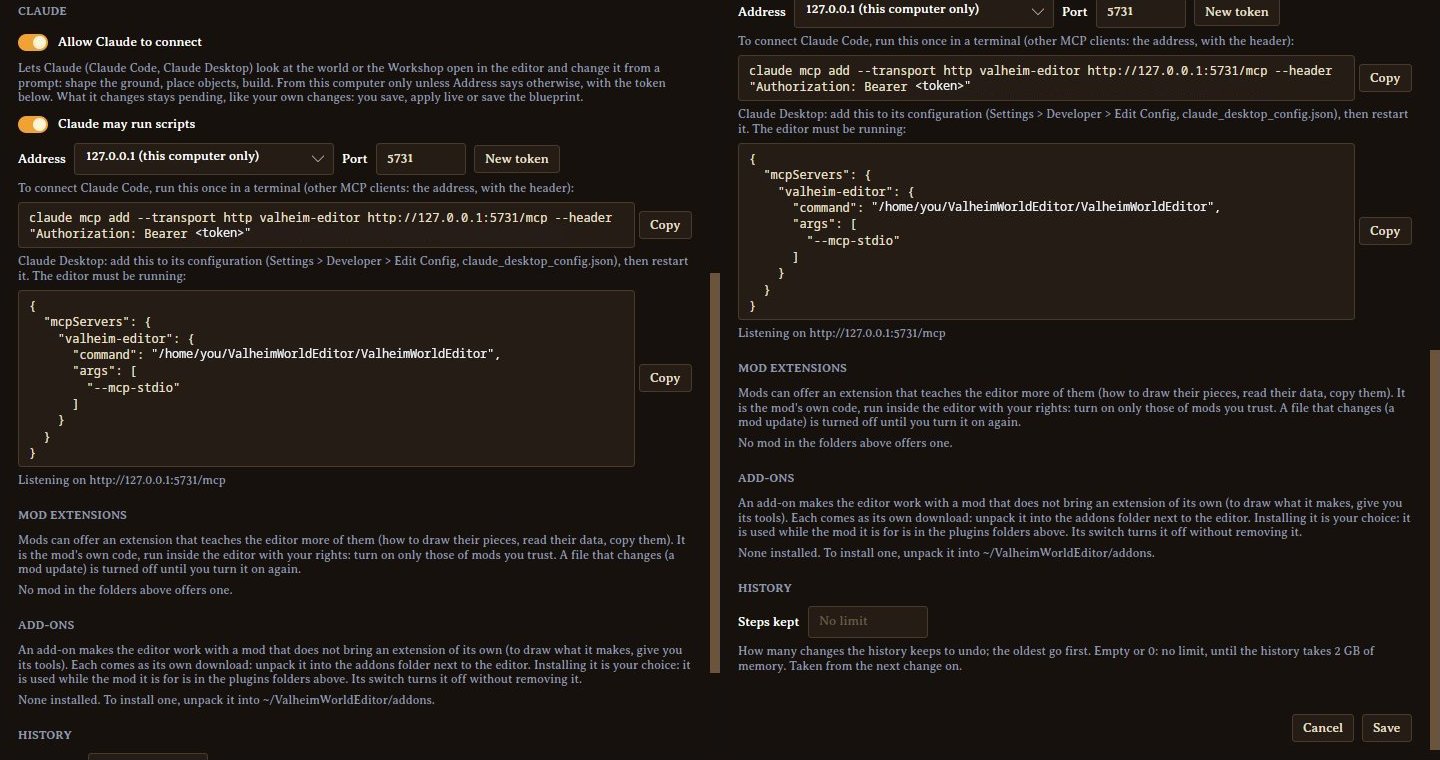 CLAUDE
Allow Claude to connect
Lets Claude (Claude Code, Claude Desktop) look at the world or the Workshop open in the editor and change it from a
prompt: shape the ground, place objects, build. From this computer only unless Address says otherwise, with the token
below. What it changes stays pending, like your own changes: you save, apply live or save the blueprint.
Claude may run scripts
Address 127.0.0.1 (this computer only) Port 5731 New token
To connect Claude Code, run this once in a terminal (other MCP clients: the address, with the header):
claude mcp add --transport http valheim-editor http://127.0.0.1:5731/mcp --header
"Authorization: Bearer <token>"
Copy
Claude Desktop: add this to its configuration (Settings > Developer > Edit Config, claude_desktop_config.json), then restart
it. The editor must be running:
{
"mcpServers": {
"valheim-editor": {
"command": "/home/you/ValheimWorldEditor/ValheimWorldEditor",
"args": [
"--mcp-stdio"
]
}
}
}
Copy
Listening on http://127.0.0.1:5731/mcp
MOD EXTENSIONS
Mods can offer an extension that teaches the editor more of them (how to draw their pieces, read their data, copy them). It
is the mod's own code, run inside the editor with your rights: turn on only those of mods you trust. A file that changes (a
mod update) is turned off until you turn it on again.
No mod in the folders above offers one.
ADD-ONS
An add-on makes the editor work with a mod that does not bring an extension of its own (to draw what it makes, give you
its tools). Each comes as its own download: unpack it into the addons folder next to the editor. Installing it is your choice: it
is used while the mod it is for is in the plugins folders above. Its switch turns it off without removing it.
None installed. To install one, unpack it into ~/ValheimWorldEditor/addons.
HISTORY
Address 127.0.0.1 (this computer only) Port 5731 New token
To connect Claude Code, run this once in a terminal (other MCP clients: the address, with the header):
claude mcp add --transport http valheim-editor http://127.0.0.1:5731/mcp --header
"Authorization: Bearer <token>"
Copy
Claude Desktop: add this to its configuration (Settings > Developer > Edit Config, claude_desktop_config.json), then restart
it. The editor must be running:
{
"mcpServers": {
"valheim-editor": {
"command": "/home/you/ValheimWorldEditor/ValheimWorldEditor",
"args": [
"--mcp-stdio"
]
}
}
}
Copy
Listening on http://127.0.0.1:5731/mcp
MOD EXTENSIONS
Mods can offer an extension that teaches the editor more of them (how to draw their pieces, read their data, copy them). It
is the mod's own code, run inside the editor with your rights: turn on only those of mods you trust. A file that changes (a
mod update) is turned off until you turn it on again.
No mod in the folders above offers one.
ADD-ONS
An add-on makes the editor work with a mod that does not bring an extension of its own (to draw what it makes, give you
its tools). Each comes as its own download: unpack it into the addons folder next to the editor. Installing it is your choice: it
is used while the mod it is for is in the plugins folders above. Its switch turns it off without removing it.
None installed. To install one, unpack it into ~/ValheimWorldEditor/addons.
HISTORY
Steps kept No limit
How many changes the history keeps to undo; the oldest go first. Empty or 0: no limit, until the history takes 2 GB of
memory. Taken from the next change on.
Cancel Save